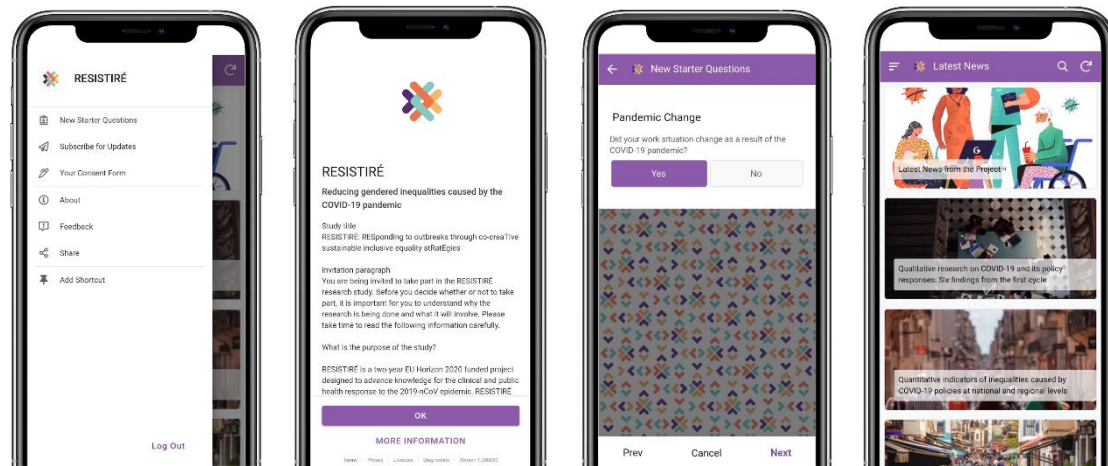 RESISTIRÉ
New Starter Questions
Subscribe for Updates
Your Consent Form
About
Feedback
Share
Add Shortcut
Log Out
RESISTIRÉ
Reducing gendered inequalities caused by the
COVID-19 pandemic
Study title
RESISTIRÉ: RESponding to outbreaks through co-creaTIve
sustainable inclusive equality stRatEgies
Invitation paragraph
You are being invited to take part in the RESISTIRÉ
research study. Before you decide whether or not to take
part, it is important for you to understand why the
research is being done and what it will involve. Please
take time to read the following information carefully.
What is the purpose of the study?
RESISTIRÉ is a two-year EU Horizon 2020 funded project
designed to advance knowledge for the clinical and public
health response to the 2019-nCoV epidemic. RESISTIRÉ
OK
MORE INFORMATION
Terms · Privacy · Licenses · Diagnostics
New Starter Questions
Pandemic Change
Did your work situation change as a result of the
COVID-19 pandemic?
Yes No
Prev Cancel Next
Latest News
Latest News from the Project
Qualitative research on COVID-19 and its policy
responses: Six findings from the first cycle
Quantitative indicators of inequalities caused by
COVID-19 policies at national and regional levels